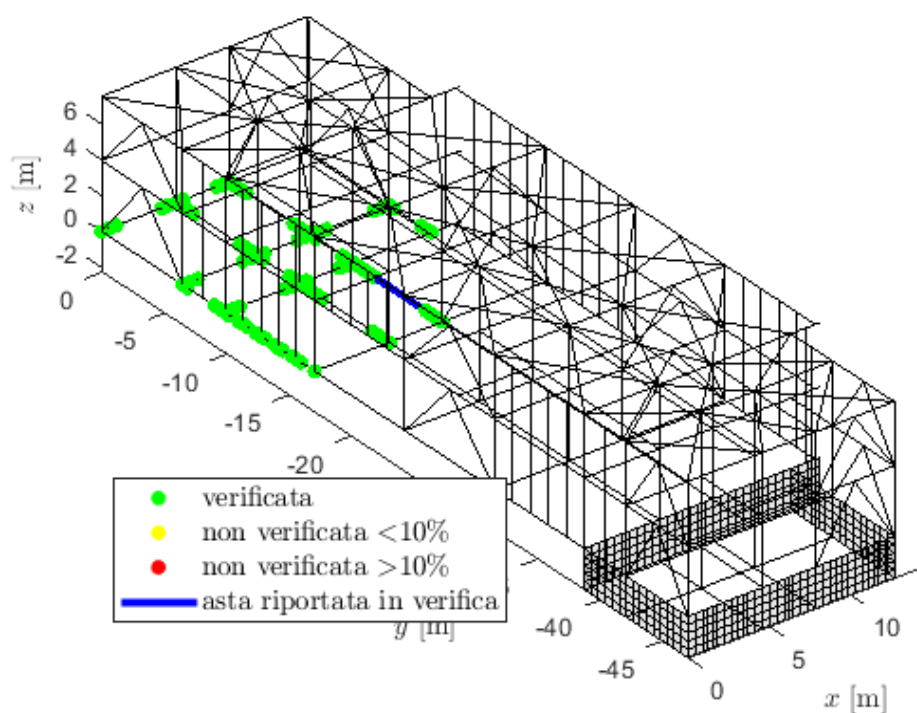 6
4
2
0
-2
z [m]
0
-5
-10
-15
-20
-40
-45
y [m]
0
5
10
x [m]
verificata
non verificata <10%
non verificata >10%
asta riportata in verifica